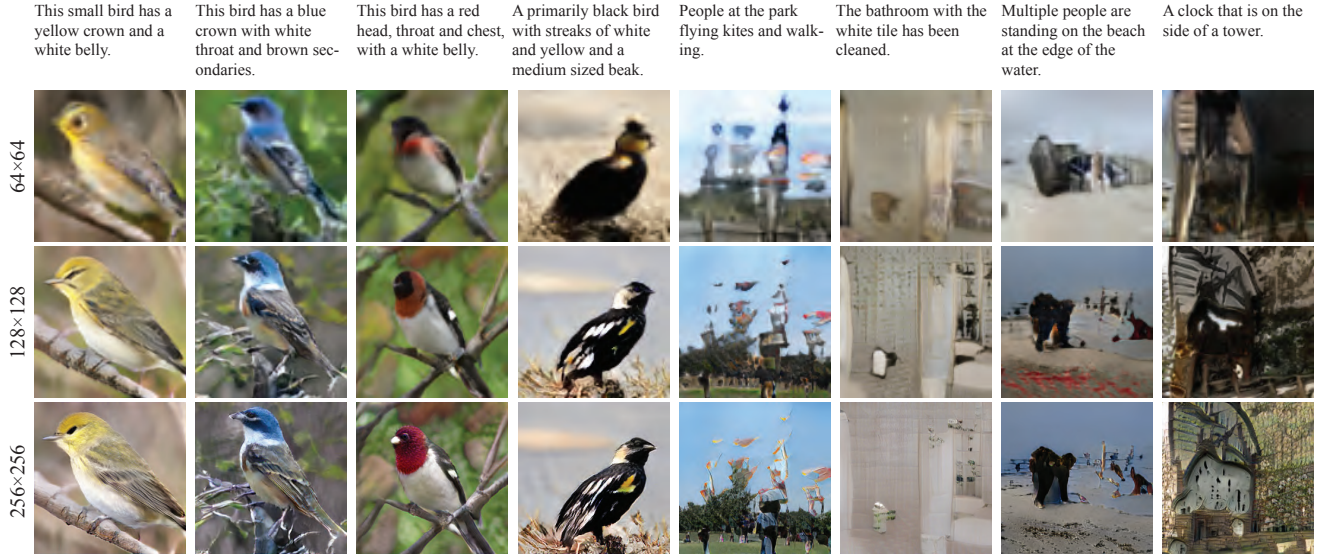 This small bird has a
yellow crown and a
white belly.
This bird has a blue
crown with white
throat and brown sec-
ondaries.
This bird has a red
head, throat and chest,
with a white belly.
A primarily black bird
with streaks of white
and yellow and a
medium sized beak.
People at the park
flying kites and walk-
ing.
The bathroom with the
white tile has been
cleaned.
Multiple people are
standing on the beach
at the edge of the
water.
A clock that is on the
side of a tower.
64×64
128×128
256×256